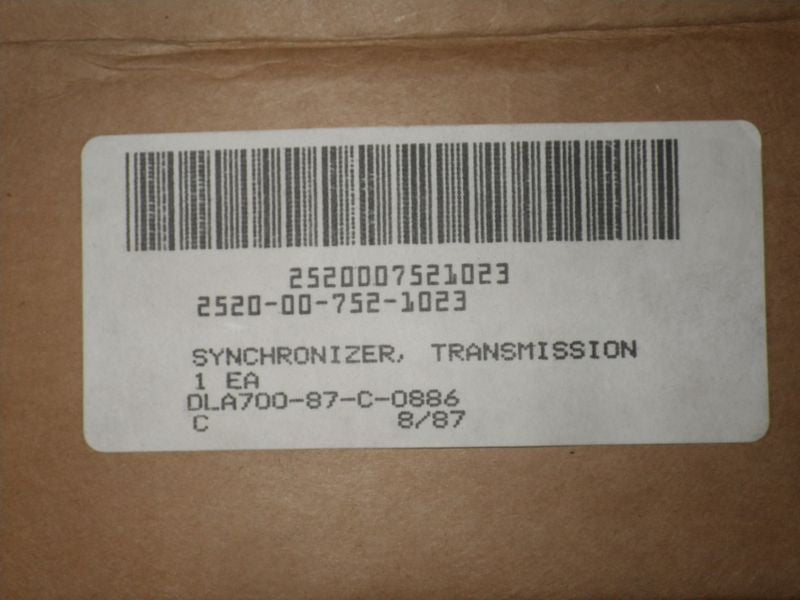 2520007521023
2520-00-752-1023
SYNCHRONIZER, TRANSMISSION
1 EA
DLA700-87-C-0886
C 8/87